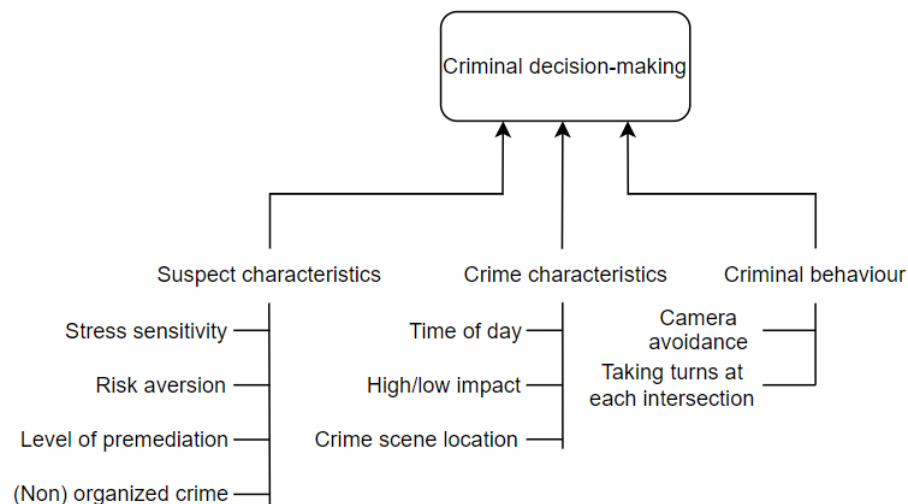 Criminal decision-making
Suspect characteristics
Stress sensitivity
Risk aversion
Level of premediation
(Non) organized crime
Crime characteristics
Time of day
High/low impact
Crime scene location
Criminal behaviour
Camera
avoidance
Taking turns at
each intersection